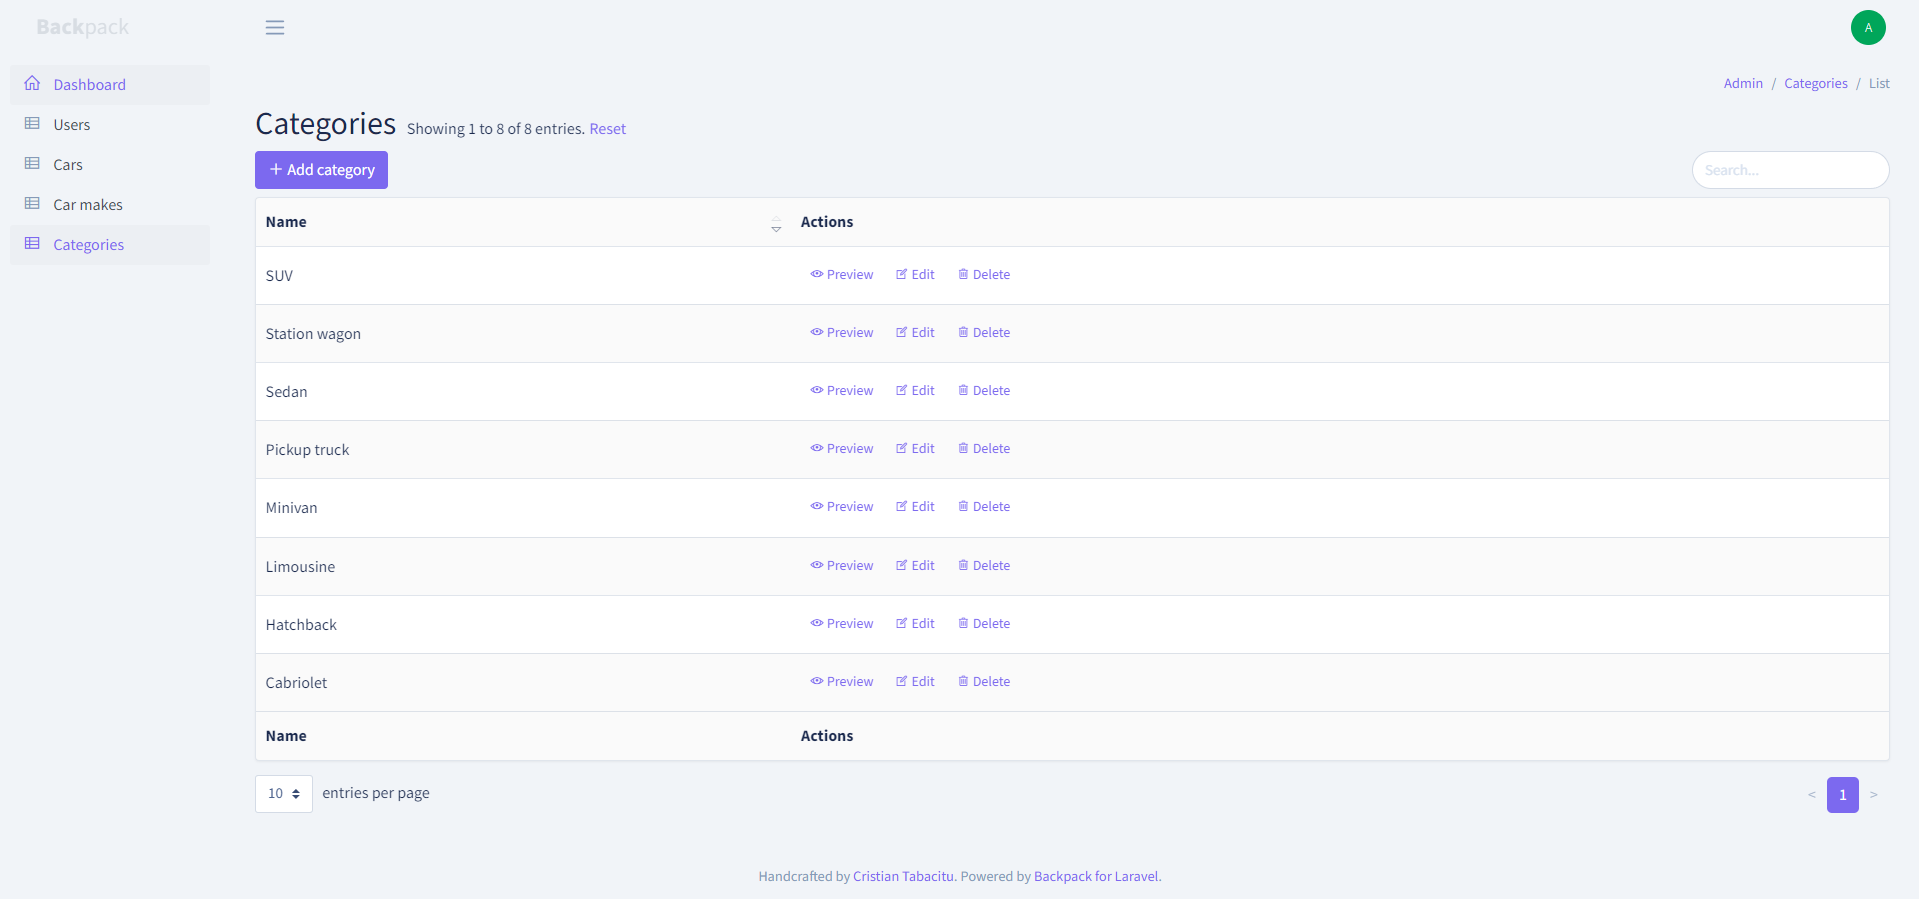 Backpack
A
Dashboard
Users
Cars
Car makes
Categories
Admin / Categories / List
Categories Showing 1 to 8 of 8 entries. Reset
+ Add category
Search...
Name Actions
SUV Preview Edit Delete
Station wagon Preview Edit Delete
Sedan Preview Edit Delete
Pickup truck Preview Edit Delete
Minivan Preview Edit Delete
Limousine Preview Edit Delete
Hatchback Preview Edit Delete
Cabriolet Preview Edit Delete
Name Actions
10 entries per page
< 1 >
Handcrafted by Cristian Tabacitu. Powered by Backpack for Laravel.